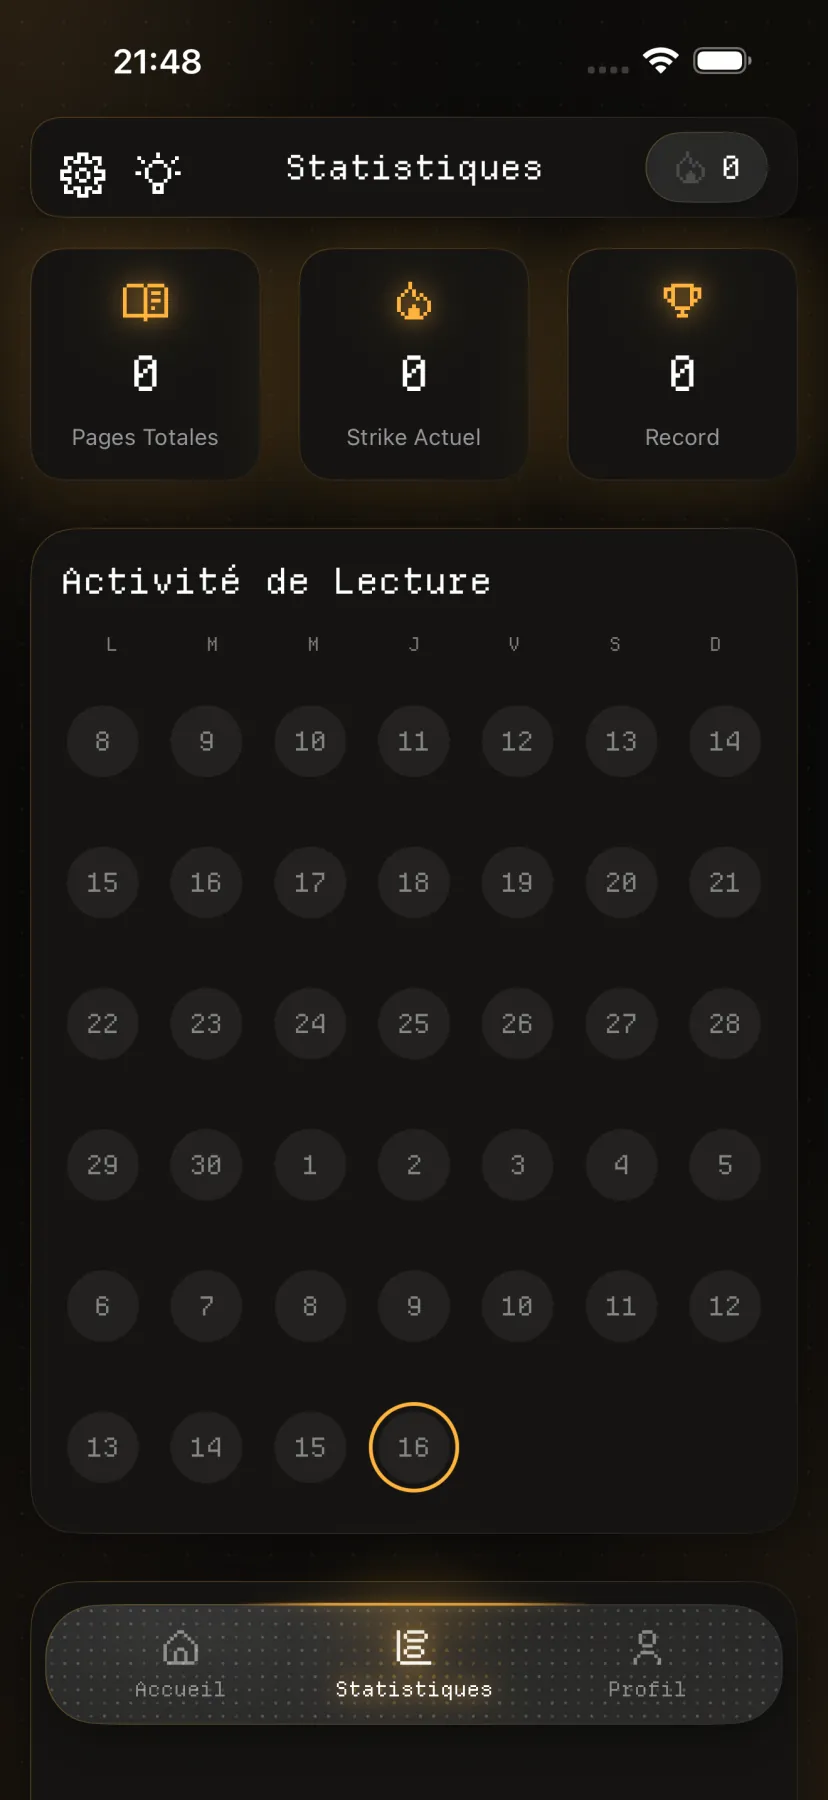 21:48
Statistiques 0
0 0 0
Pages Totales Strike Actuel Record
Activité de Lecture
L M M J V S D
8 9 10 11 12 13 14
15 16 17 18 19 20 21
22 23 24 25 26 27 28
29 30 1 2 3 4 5
6 7 8 9 10 11 12
13 14 15 16
Accueil Statistiques Profil